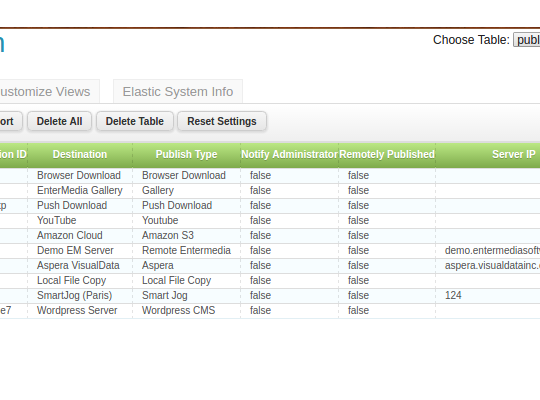 n
Choose Table: publ
ustomize Views Elastic System Info
ort Delete All Delete Table Reset Settings
ion ID Destination Publish Type Notify Administrator Remotely Published Server IP
Browser Download Browser Download false false
EnterMedia Gallery Gallery false false
tp Push Download Push Download false false
YouTube Youtube false false
Amazon Cloud Amazon S3 false false
Demo EM Server Remote Entermedia false false demo.entermediasoftw
Aspera VisualData Aspera false false aspera.visualdatainc.c
Local File Copy Local File Copy false false
SmartJog (Paris) Smart Jog false false 124
e7 Wordpress Server Wordpress CMS false false